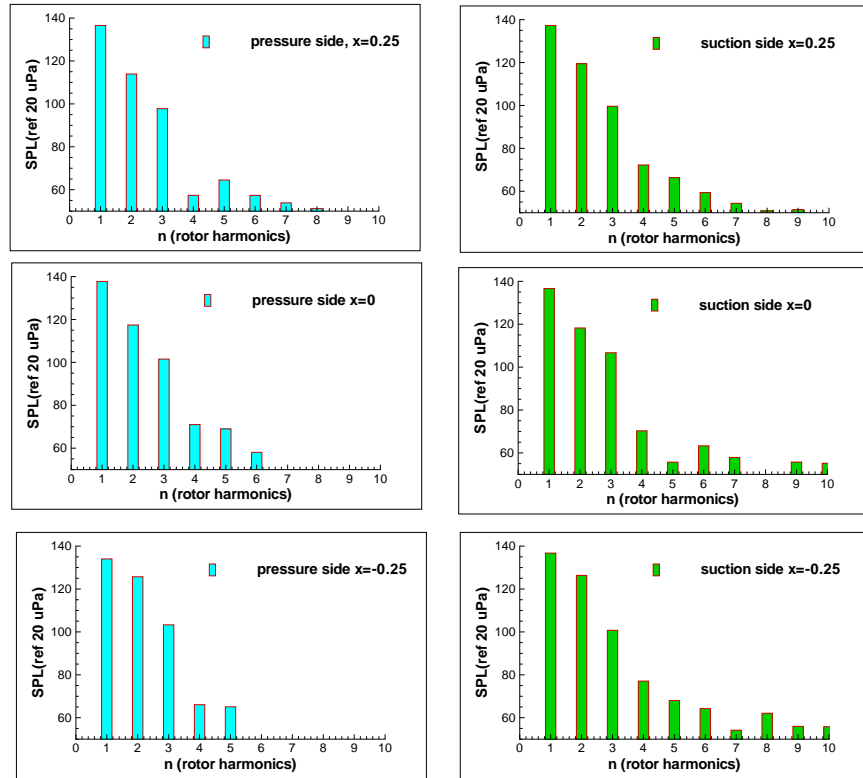 pressure side, x=0.25
SPL(ref 20 uPa)
140
120
100
80
60
0 1 2 3 4 5 6 7 8 9 10
n (rotor harmonics)
suction side x=0.25
SPL(ref 20 uPa)
140
120
100
80
60
0 1 2 3 4 5 6 7 8 9 10
n (rotor harmonics)
pressure side x=0
SPL(ref 20 uPa)
140
120
100
80
60
0 1 2 3 4 5 6 7 8 9 10
n (rotor harmonics)
suction side x=0
SPL(ref 20 uPa)
140
120
100
80
60
0 1 2 3 4 5 6 7 8 9 10
n (rotor harmonics)
pressure side x=-0.25
SPL(ref 20 uPa)
140
120
100
80
60
0 1 2 3 4 5 6 7 8 9 10
n (rotor harmonics)
suction side x=-0.25
SPL(ref 20 uPa)
140
120
100
80
60
0 1 2 3 4 5 6 7 8 9 10
n (rotor harmonics)